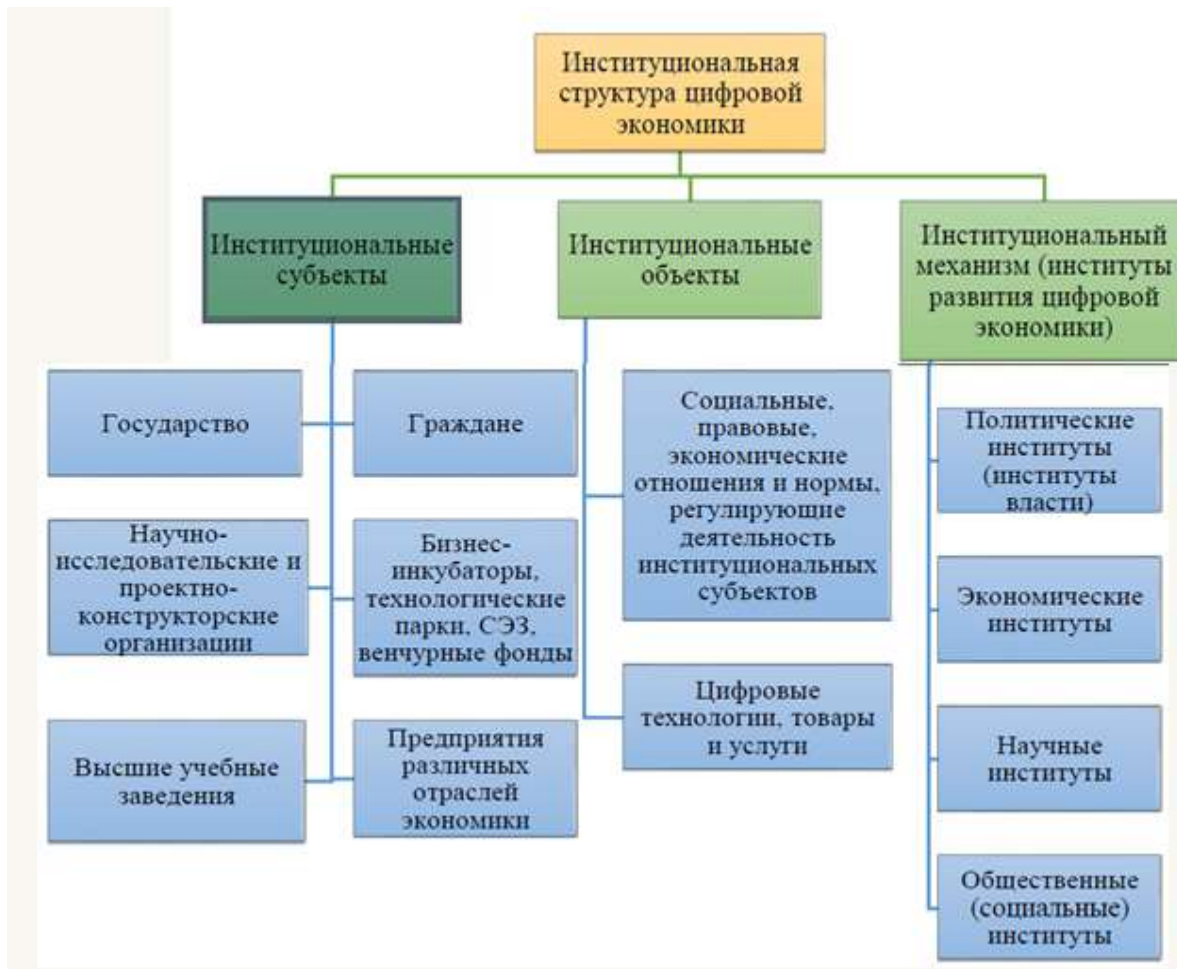 Институциональная
структура цифровой
экономики
Институциональные
субъекты
Институциональные
объекты
Институциональный
механизм (институты
развития цифровой
экономики)
Государство
Граждане
Научно-
исследовательские и
проектно-
конструкторские
организации
Бизнес-
инкубаторы,
технологические
парки, СЭЗ,
венчурные фонды
Высшие учебные
заведения
Предприятия
различных
отраслей
экономики
Социальные,
правовые,
экономические
отношения и нормы,
регулирующие
деятельность
институциональных
субъектов
Цифровые
технологии, товары
и услуги
Политические
институты
(институты
власти)
Экономические
институты
Научные
институты
Общественные
(социальные)
институты